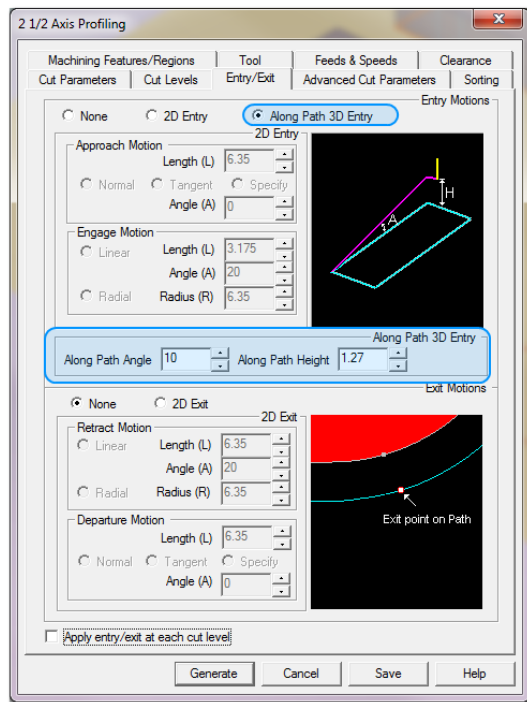 2 1/2 Axis Profiling
Machining Features/Regions Tool Feeds & Speeds Clearance
Cut Parameters Cut Levels Entry/Exit Advanced Cut Parameters Sorting
Entry Motions
None 2D Entry Along Path 3D Entry
2D Entry
Approach Motion
Length (L) 6.35
Normal Tangent Specify
Angle (A) 0
Engage Motion
Linear Length (L) 3.175
Angle (A) 20
Radial Radius (R) 6.35
H
A
Along Path 3D Entry
Along Path Angle 10 Along Path Height 1.27
Exit Motions
None 2D Exit
2D Exit
Retract Motion
Linear Length (L) 6.35
Angle (A) 20
Radial Radius (R) 6.35
Departure Motion
Length (L) 6.35
Normal Tangent Specify
Angle (A) 0
Exit point on Path
Apply entry/exit at each cut level
Generate Cancel Save Help